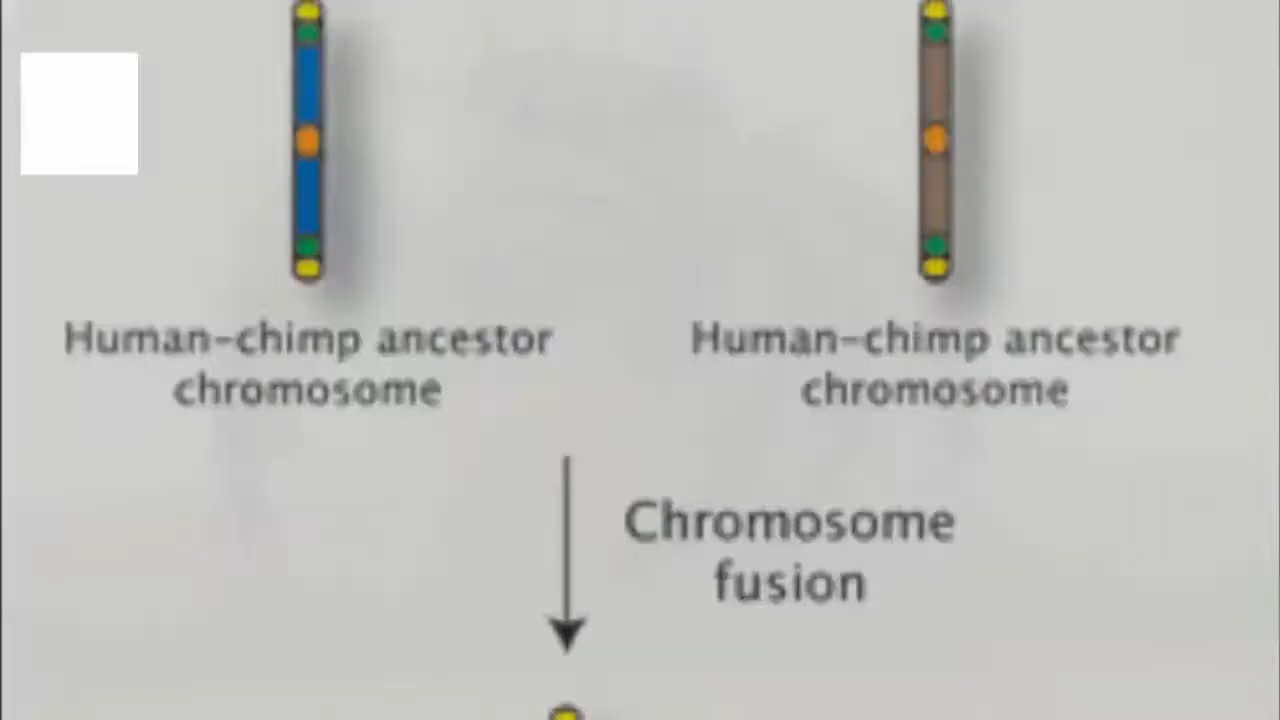 Human-chimp ancestor
chromosome
Human-chimp ancestor
chromosome
Chromosome
fusion